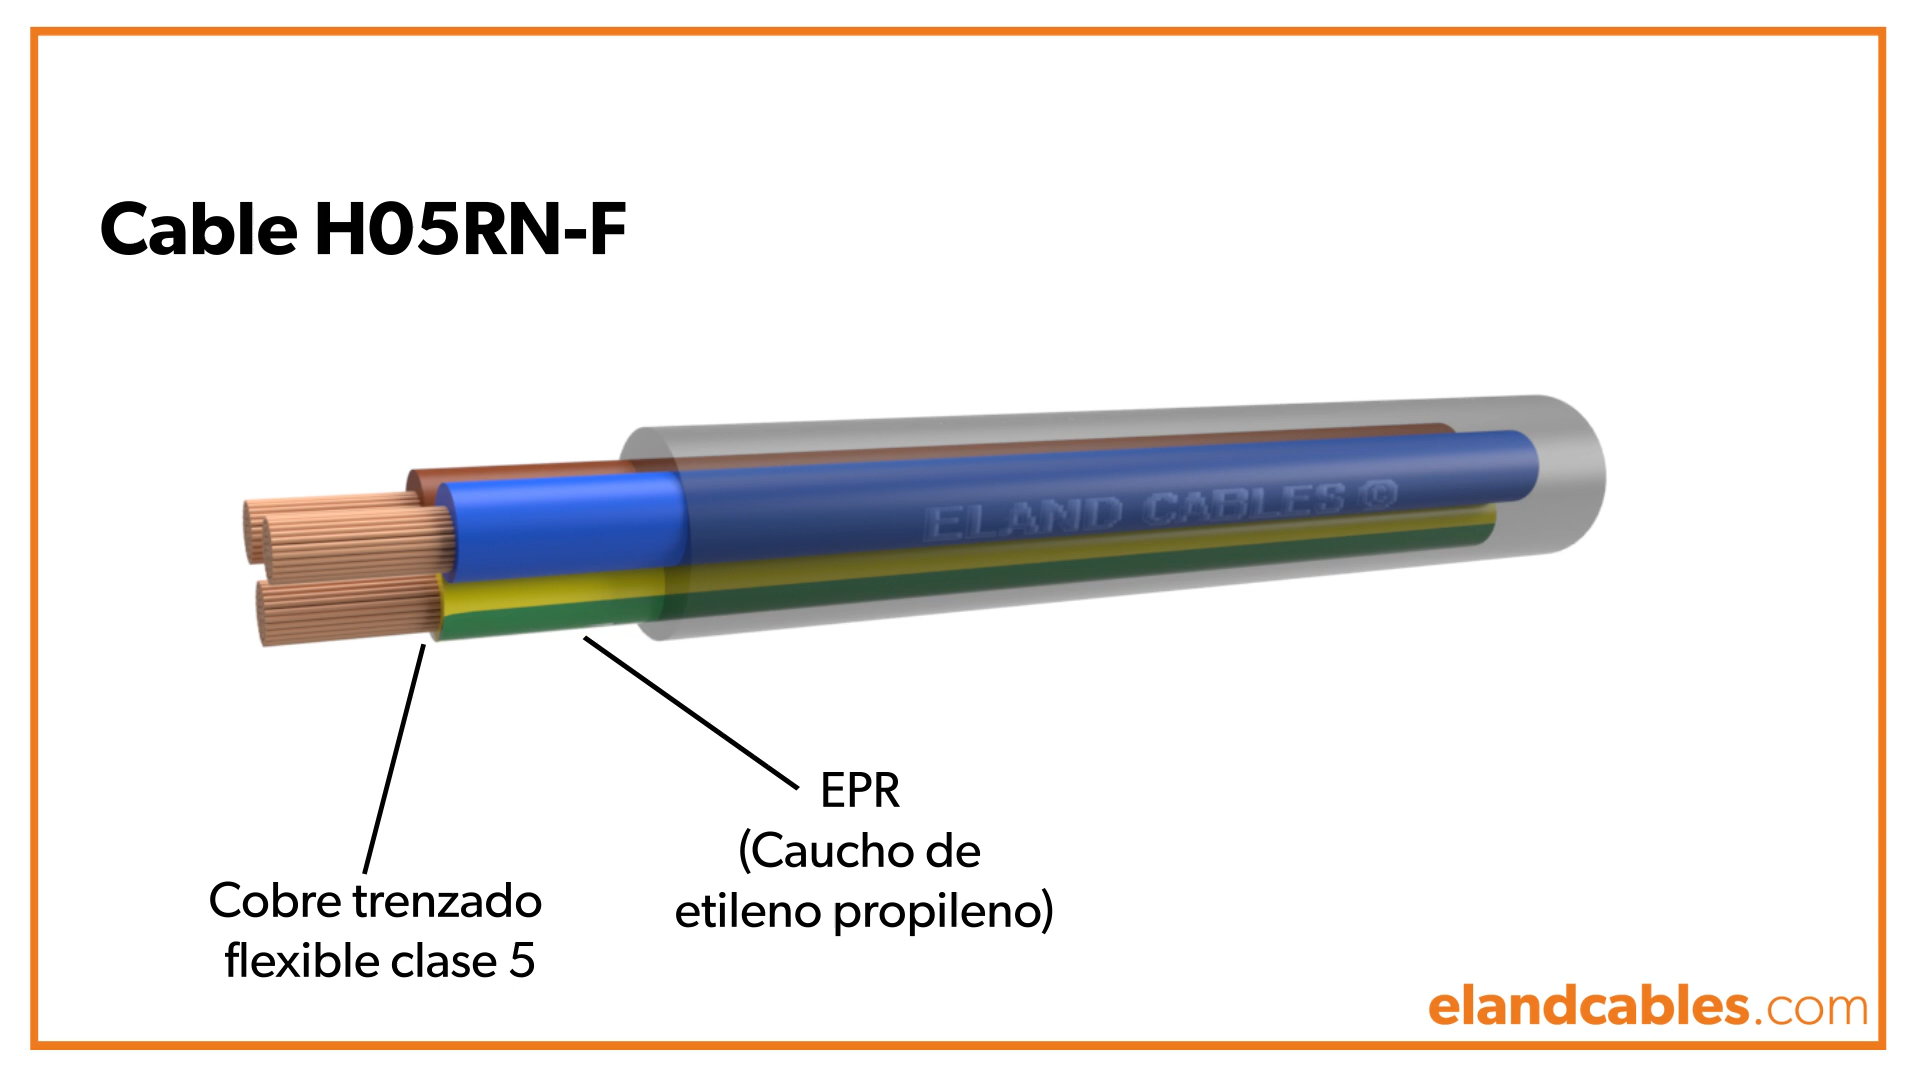 Cable H05RN-F
ELAND CABLES ©
EPR
(Caucho de
etileno propileno)
Cobre trenzado
flexible clase 5
elandcables.com